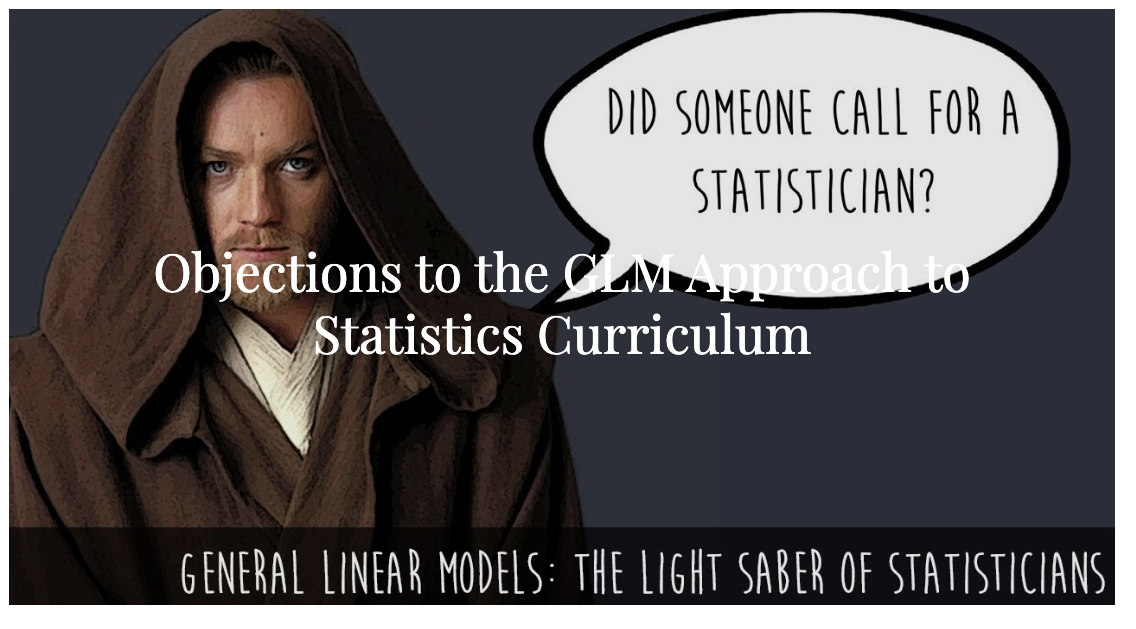 DID SOMEONE CALL FOR A
STATISTICIAN?
Objections to the GLM Approach to
Statistics Curriculum
GENERAL LINEAR MODELS: THE LIGHT SABER OF STATISTICIANS